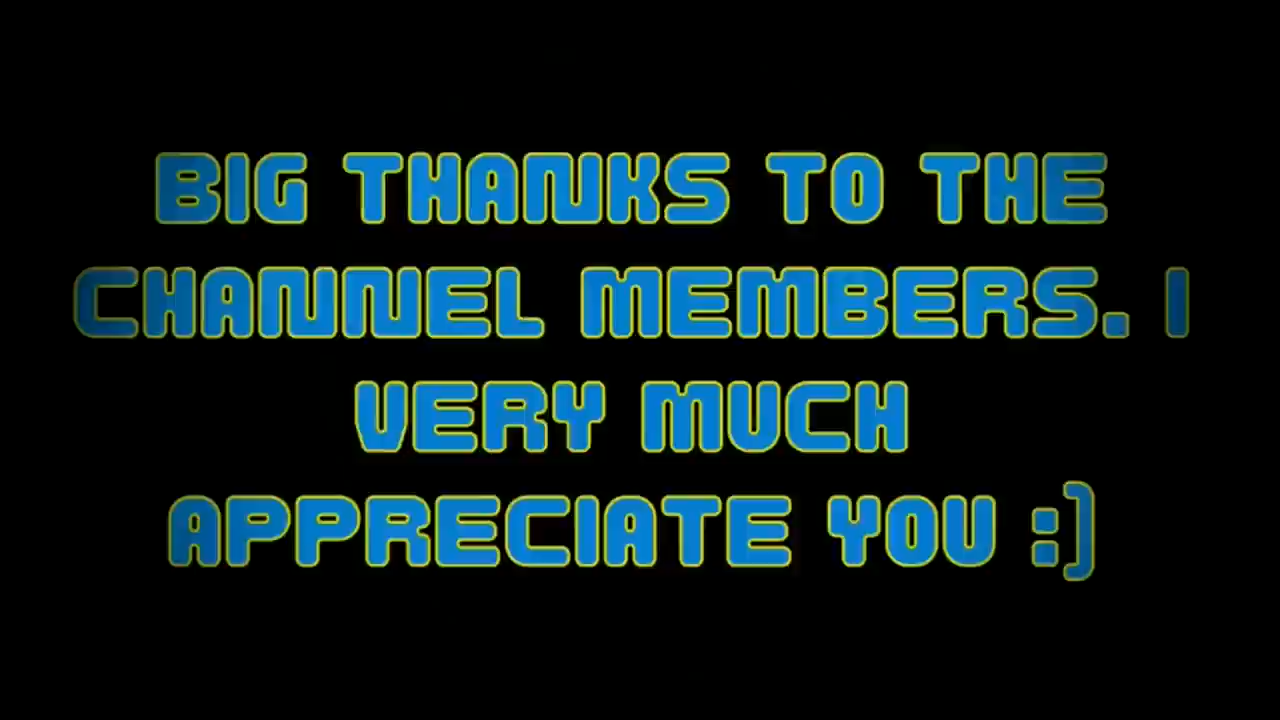 BIG THANKS TO THE
CHANNEL MEMBERS. I
VERY MUCH
APPRECIATE YOU :)